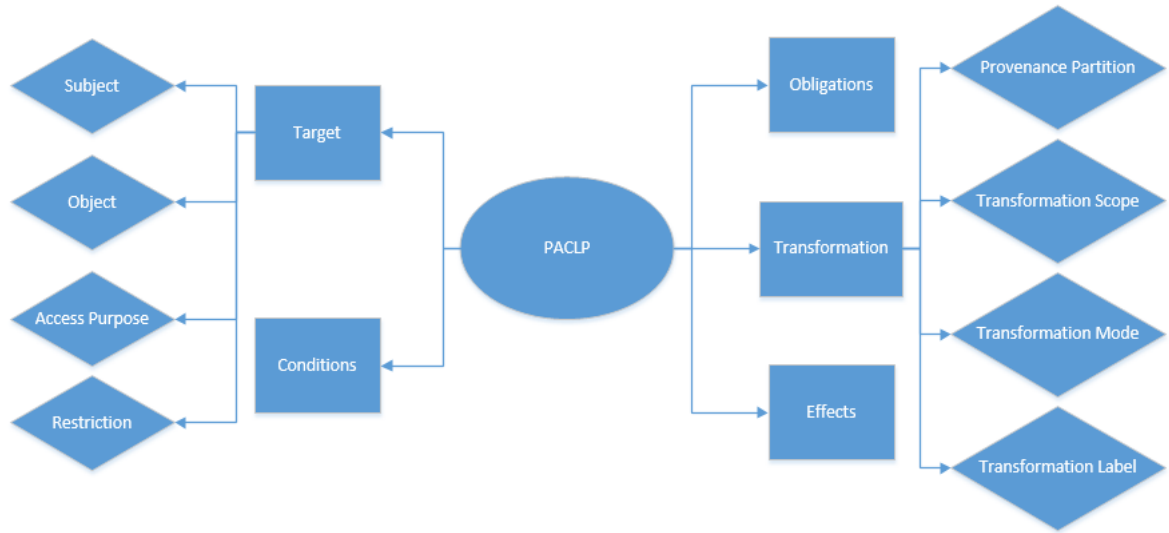 Subject
Object
Access Purpose
Restriction
Target
Conditions
PACLP
Obligations
Transformation
Effects
Provenance Partition
Transformation Scope
Transformation Mode
Transformation Label